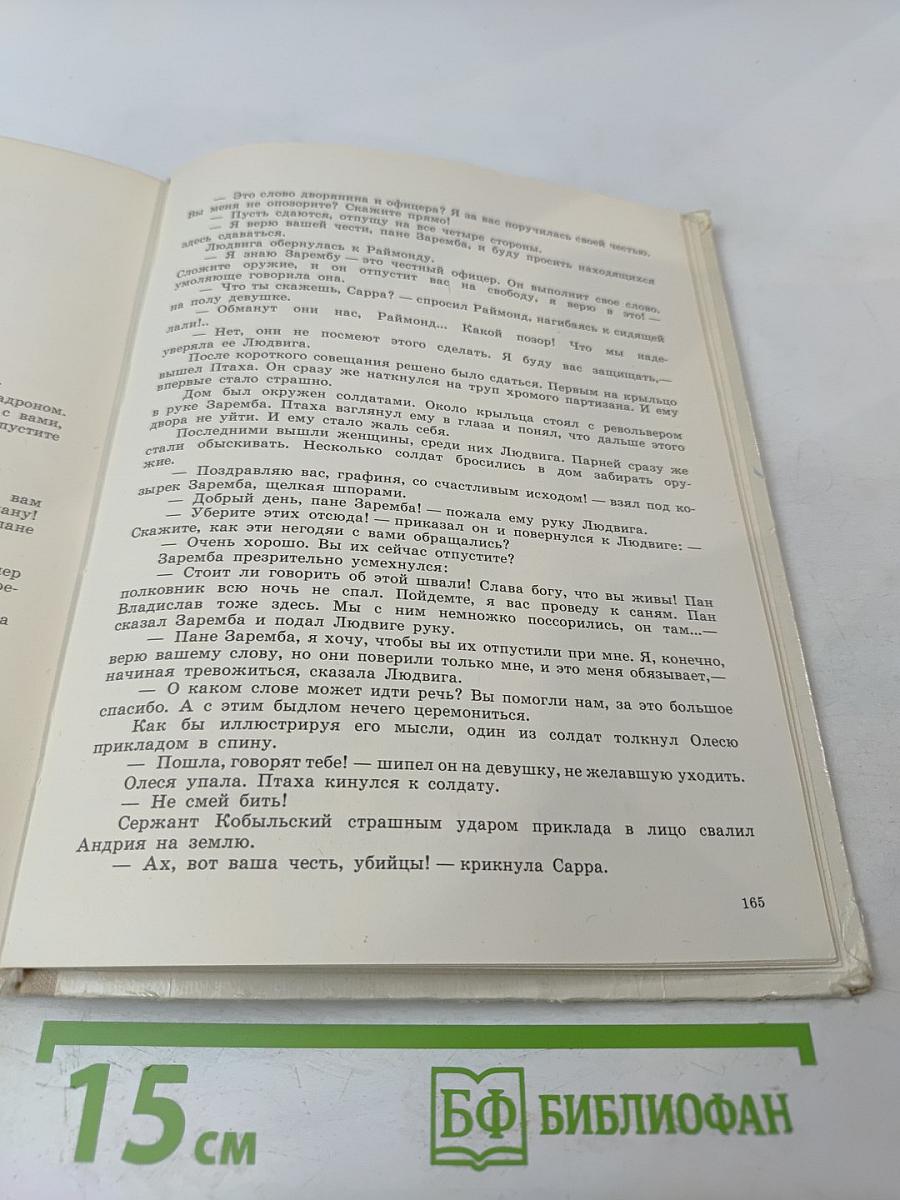 адроном.
с вами,
пустите
вам
ану!
пане
ер
ре-
а
— Это слово дворянина и офицера? Я за вас поручилась своей честью.
Вы меня не опозорите? Скажите прямо!
— Пусть сдаются, отпущу на все четыре стороны.
— Я верю вашей чести, пане Заремба, и буду просить находящихся
здесь сдаваться.
Людвига обернулась к Раймонду.
— Я знаю Зарембу — это честный офицер. Он выполнит свое слово.
Сложите оружие, и он отпустит вас на свободу, я верю в это! —
умоляюще говорила она.
— Что ты скажешь, Сарра? — спросил Раймонд, нагибаясь к сидящей
на полу девушке.
— Обманут они нас, Раймонд... Какой позор! Что мы наде-
лали!..
— Нет, они не посмеют этого сделать. Я буду вас защищать,—
уверяла ее Людвига.
После короткого совещания решено было сдаться. Первым на крыльцо
вышел Птаха. Он сразу же наткнулся на труп хромого партизана. И ему
впервые стало страшно.
Дом был окружен солдатами. Около крыльца стоял с револьвером
в руке Заремба. Птаха взглянул ему в глаза и понял, что дальше этого
двора не уйти. И ему стало жаль себя.
Последними вышли женщины, среди них Людвига. Парней сразу же
стали обыскивать. Несколько солдат бросились в дом забирать ору-
жие.
— Поздравляю вас, графиня, со счастливым исходом! — взял под ко-
зырек Заремба, щелкая шпорами.
— Добрый день, пане Заремба! — пожала ему руку Людвига.
— Уберите этих отсюда! — приказал он и повернулся к Людвиге: —
Скажите, как эти негодяи с вами обращались?
— Очень хорошо. Вы их сейчас отпустите?
Заремба презрительно усмехнулся:
— Стоит ли говорить об этой швали! Слава богу, что вы живы! Пан
полковник всю ночь не спал. Пойдемте, я вас проведу к саням. Пан
Владислав тоже здесь. Мы с ним немножко поссорились, он там...—
сказал Заремба и подал Людвиге руку.
— Пане Заремба, я хочу, чтобы вы их отпустили при мне. Я, конечно,
верю вашему слову, но они поверили только мне, и это меня обязывает,—
начиная тревожиться, сказала Людвига.
— О каком слове может идти речь? Вы помогли нам, за это большое
спасибо. А с этим быдлом нечего церемониться.
Как бы иллюстрируя его мысли, один из солдат толкнул Олесю
прикладом в спину.
— Пошла, говорят тебе! — шипел он на девушку, не желавшую уходить.
Олеся упала. Птаха кинулся к солдату.
— Не смей бить!
Сержант Кобыльский страшным ударом приклада в лицо свалил
Андрия на землю.
— Ах, вот ваша честь, убийцы! — крикнула Сарра.
165
15 см
БФ БИБЛИОФАН